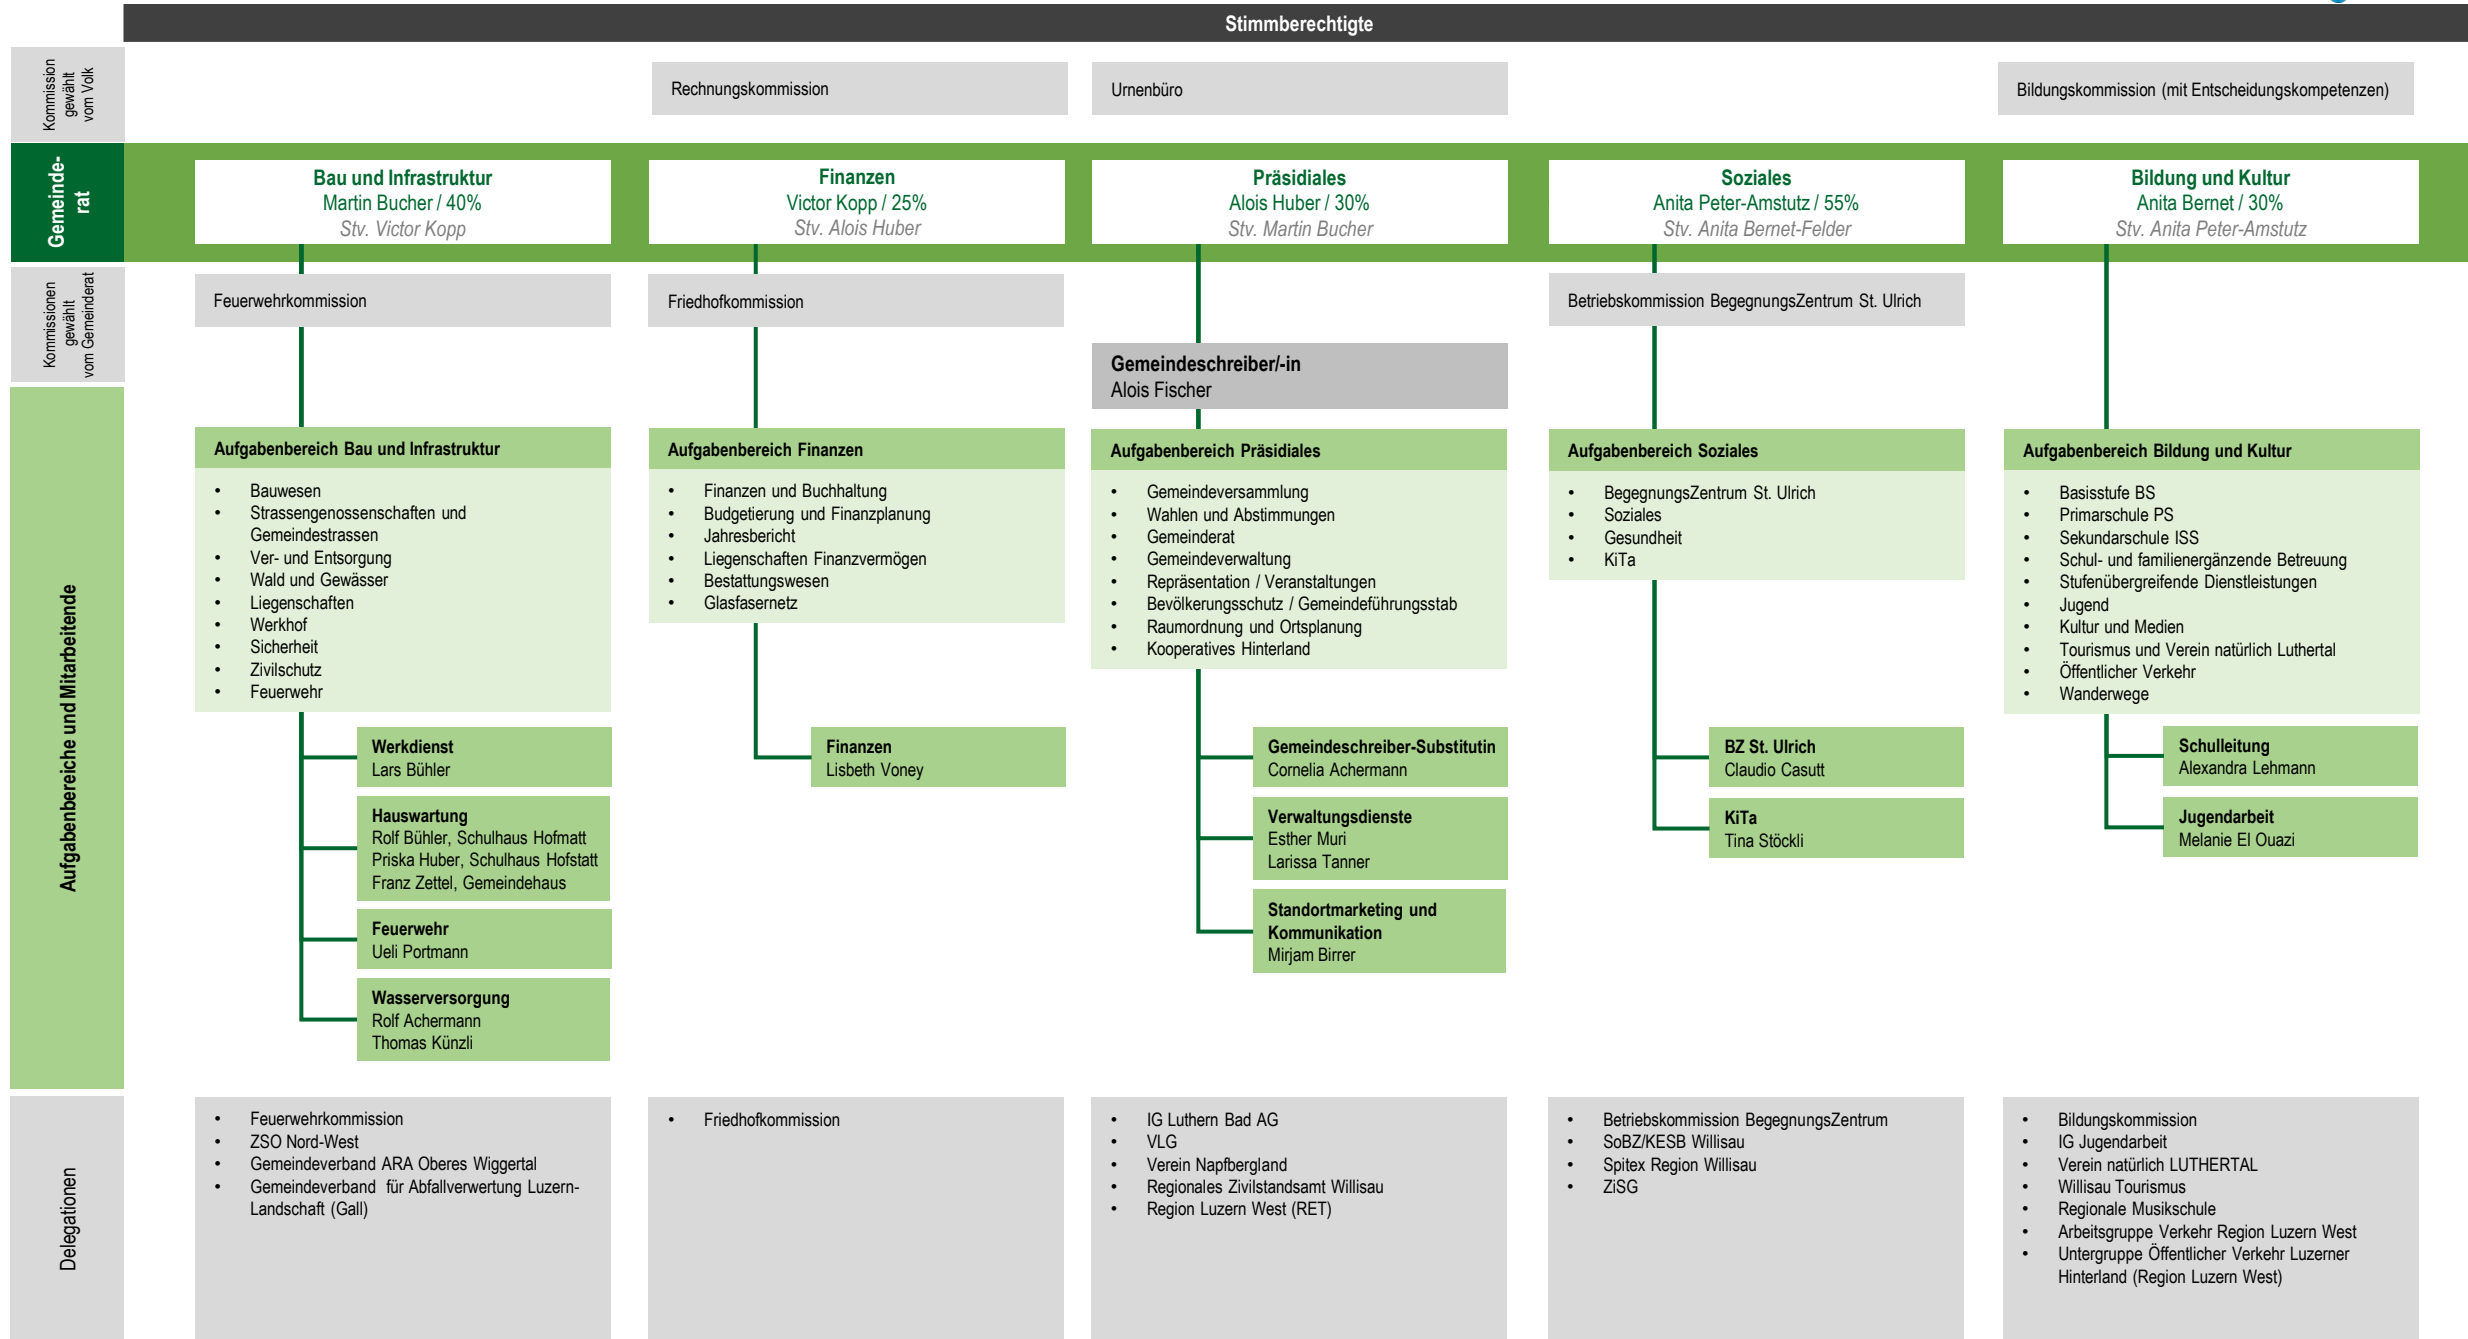 Stimmberechtigte
Kommission
gewählt
vom Volk
Rechnungskommission
Urnenbüro
Bildungskommission (mit Entscheidungskompetenzen)
Gemeinde-
rat
Bau und Infrastruktur
Martin Bucher / 40%
Stv. Victor Kopp
Finanzen
Victor Kopp / 25%
Stv. Alois Huber
Präsidiales
Alois Huber / 30%
Stv. Martin Bucher
Soziales
Anita Peter-Amstutz / 55%
Stv. Anita Bernet-Felder
Bildung und Kultur
Anita Bernet / 30%
Stv. Anita Peter-Amstutz
Kommissionen
gewählt
vom Gemeinderat
Feuerwehrkommission
Friedhofkommission
Betriebskommission BegegnungsZentrum St. Ulrich
Gemeindeschreiber/-in
Alois Fischer
Aufgabenbereiche und Mitarbeitende
Aufgabenbereich Bau und Infrastruktur
• Bauwesen
• Strassengenossenschaften und
Gemeindestrassen
• Ver- und Entsorgung
• Wald und Gewässer
• Liegenschaften
• Werkhof
• Sicherheit
• Zivilschutz
• Feuerwehr
Werkdienst
Lars Bühler
Hauswartung
Rolf Bühler, Schulhaus Hofmatt
Priska Huber, Schulhaus Hofstatt
Franz Zettel, Gemeindehaus
Feuerwehr
Ueli Portmann
Wasserversorgung
Rolf Achermann
Thomas Künzli
Aufgabenbereich Finanzen
• Finanzen und Buchhaltung
• Budgetierung und Finanzplanung
• Jahresbericht
• Liegenschaften Finanzvermögen
• Bestattungswesen
• Glasfasernetz
Finanzen
Lisbeth Voney
Aufgabenbereich Präsidiales
• Gemeindeversammlung
• Wahlen und Abstimmungen
• Gemeinderat
• Gemeindeverwaltung
• Repräsentation / Veranstaltungen
• Bevölkerungsschutz / Gemeindeführungsstab
• Raumordnung und Ortsplanung
• Kooperatives Hinterland
Gemeindeschreiber-Substitutin
Cornelia Achermann
Verwaltungsdienste
Esther Muri
Larissa Tanner
Standortmarketing und
Kommunikation
Mirjam Birrer
Aufgabenbereich Soziales
• BegegnungsZentrum St. Ulrich
• Soziales
• Gesundheit
• KiTa
BZ St. Ulrich
Claudio Casutt
KiTa
Tina Stöckli
Aufgabenbereich Bildung und Kultur
• Basisstufe BS
• Primarschule PS
• Sekundarschule ISS
• Schul- und familienergänzende Betreuung
• Stufenübergreifende Dienstleistungen
• Jugend
• Kultur und Medien
• Tourismus und Verein natürlich Luthertal
• Öffentlicher Verkehr
• Wanderwege
Schulleitung
Alexandra Lehmann
Jugendarbeit
Melanie El Ouazi
Delegationen
• Feuerwehrkommission
• ZSO Nord-West
• Gemeindeverband ARA Oberes Wiggertal
• Gemeindeverband für Abfallverwertung Luzern-
Landschaft (Gall)
• Friedhofkommission
• IG Luthern Bad AG
• VLG
• Verein Napfbergland
• Regionales Zivilstandsamt Willisau
• Region Luzern West (RET)
• Betriebskommission BegegnungsZentrum
• SoBZ/KESB Willisau
• Spitex Region Willisau
• ZiSG
• Bildungskommission
• IG Jugendarbeit
• Verein natürlich LUTHERTAL
• Willisau Tourismus
• Regionale Musikschule
• Arbeitsgruppe Verkehr Region Luzern West
• Untergruppe Öffentlicher Verkehr Luzerner
Hinterland (Region Luzern West)